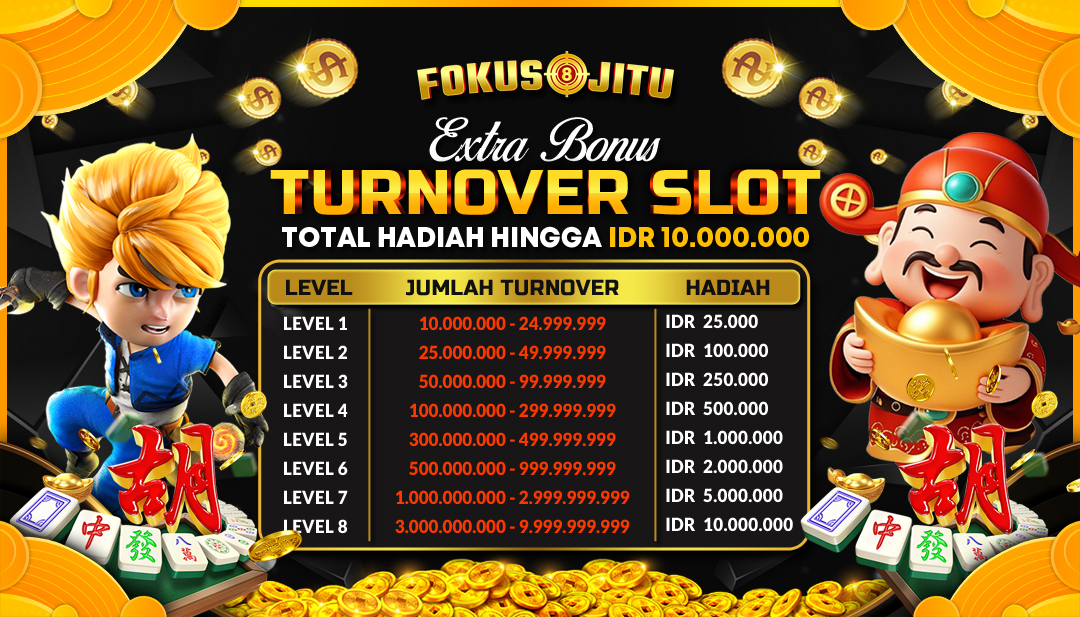 FOKUS 8 JITU
Extra Bonus
TURNOVER SLOT
TOTAL HADIAH HINGGA IDR 10.000.000
LEVEL JUMLAH TURNOVER HADIAH
LEVEL 1 10.000.000 - 24.999.999 IDR 25.000
LEVEL 2 25.000.000 - 49.999.999 IDR 100.000
LEVEL 3 50.000.000 - 99.999.999 IDR 250.000
LEVEL 4 100.000.000 - 299.999.999 IDR 500.000
LEVEL 5 300.000.000 - 499.999.999 IDR 1.000.000
LEVEL 6 500.000.000 - 999.999.999 IDR 2.000.000
LEVEL 7 1.000.000.000 - 2.999.999.999 IDR 5.000.000
LEVEL 8 3.000.000.000 - 9.999.999.999 IDR 10.000.000
胡
中 發 八萬
胡
中 發 八萬